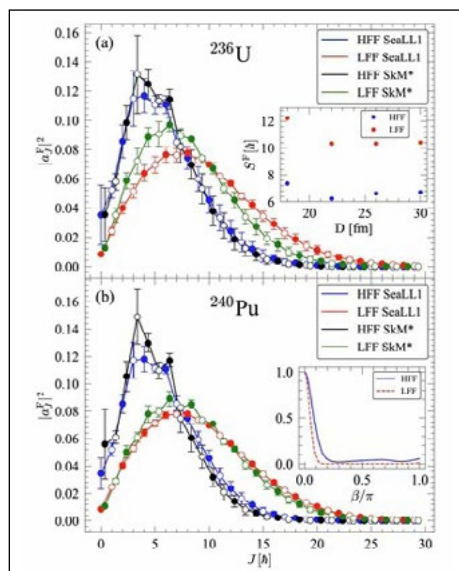 (a)
²³⁶U
HFF SeaLL1
LFF SeaLL1
HFF SkM*
LFF SkM*
0.16
0.14
0.12
0.10
0.08
0.06
0.04
0.02
0.00
|aᶠⱼ|²
HFF
LFF
12
10
8
6
Sᶠ[ℏ]
20
25
30
D [fm]
(b)
²⁴⁰Pu
HFF SeaLL1
LFF SeaLL1
HFF SkM*
LFF SkM*
0.16
0.14
0.12
0.10
0.08
0.06
0.04
0.02
0.00
|aᶠⱼ|²
HFF
LFF
1.0
0.5
0.0
0.0
0.5
1.0
β/π
0
5
10
15
20
25
30
J[ℏ]